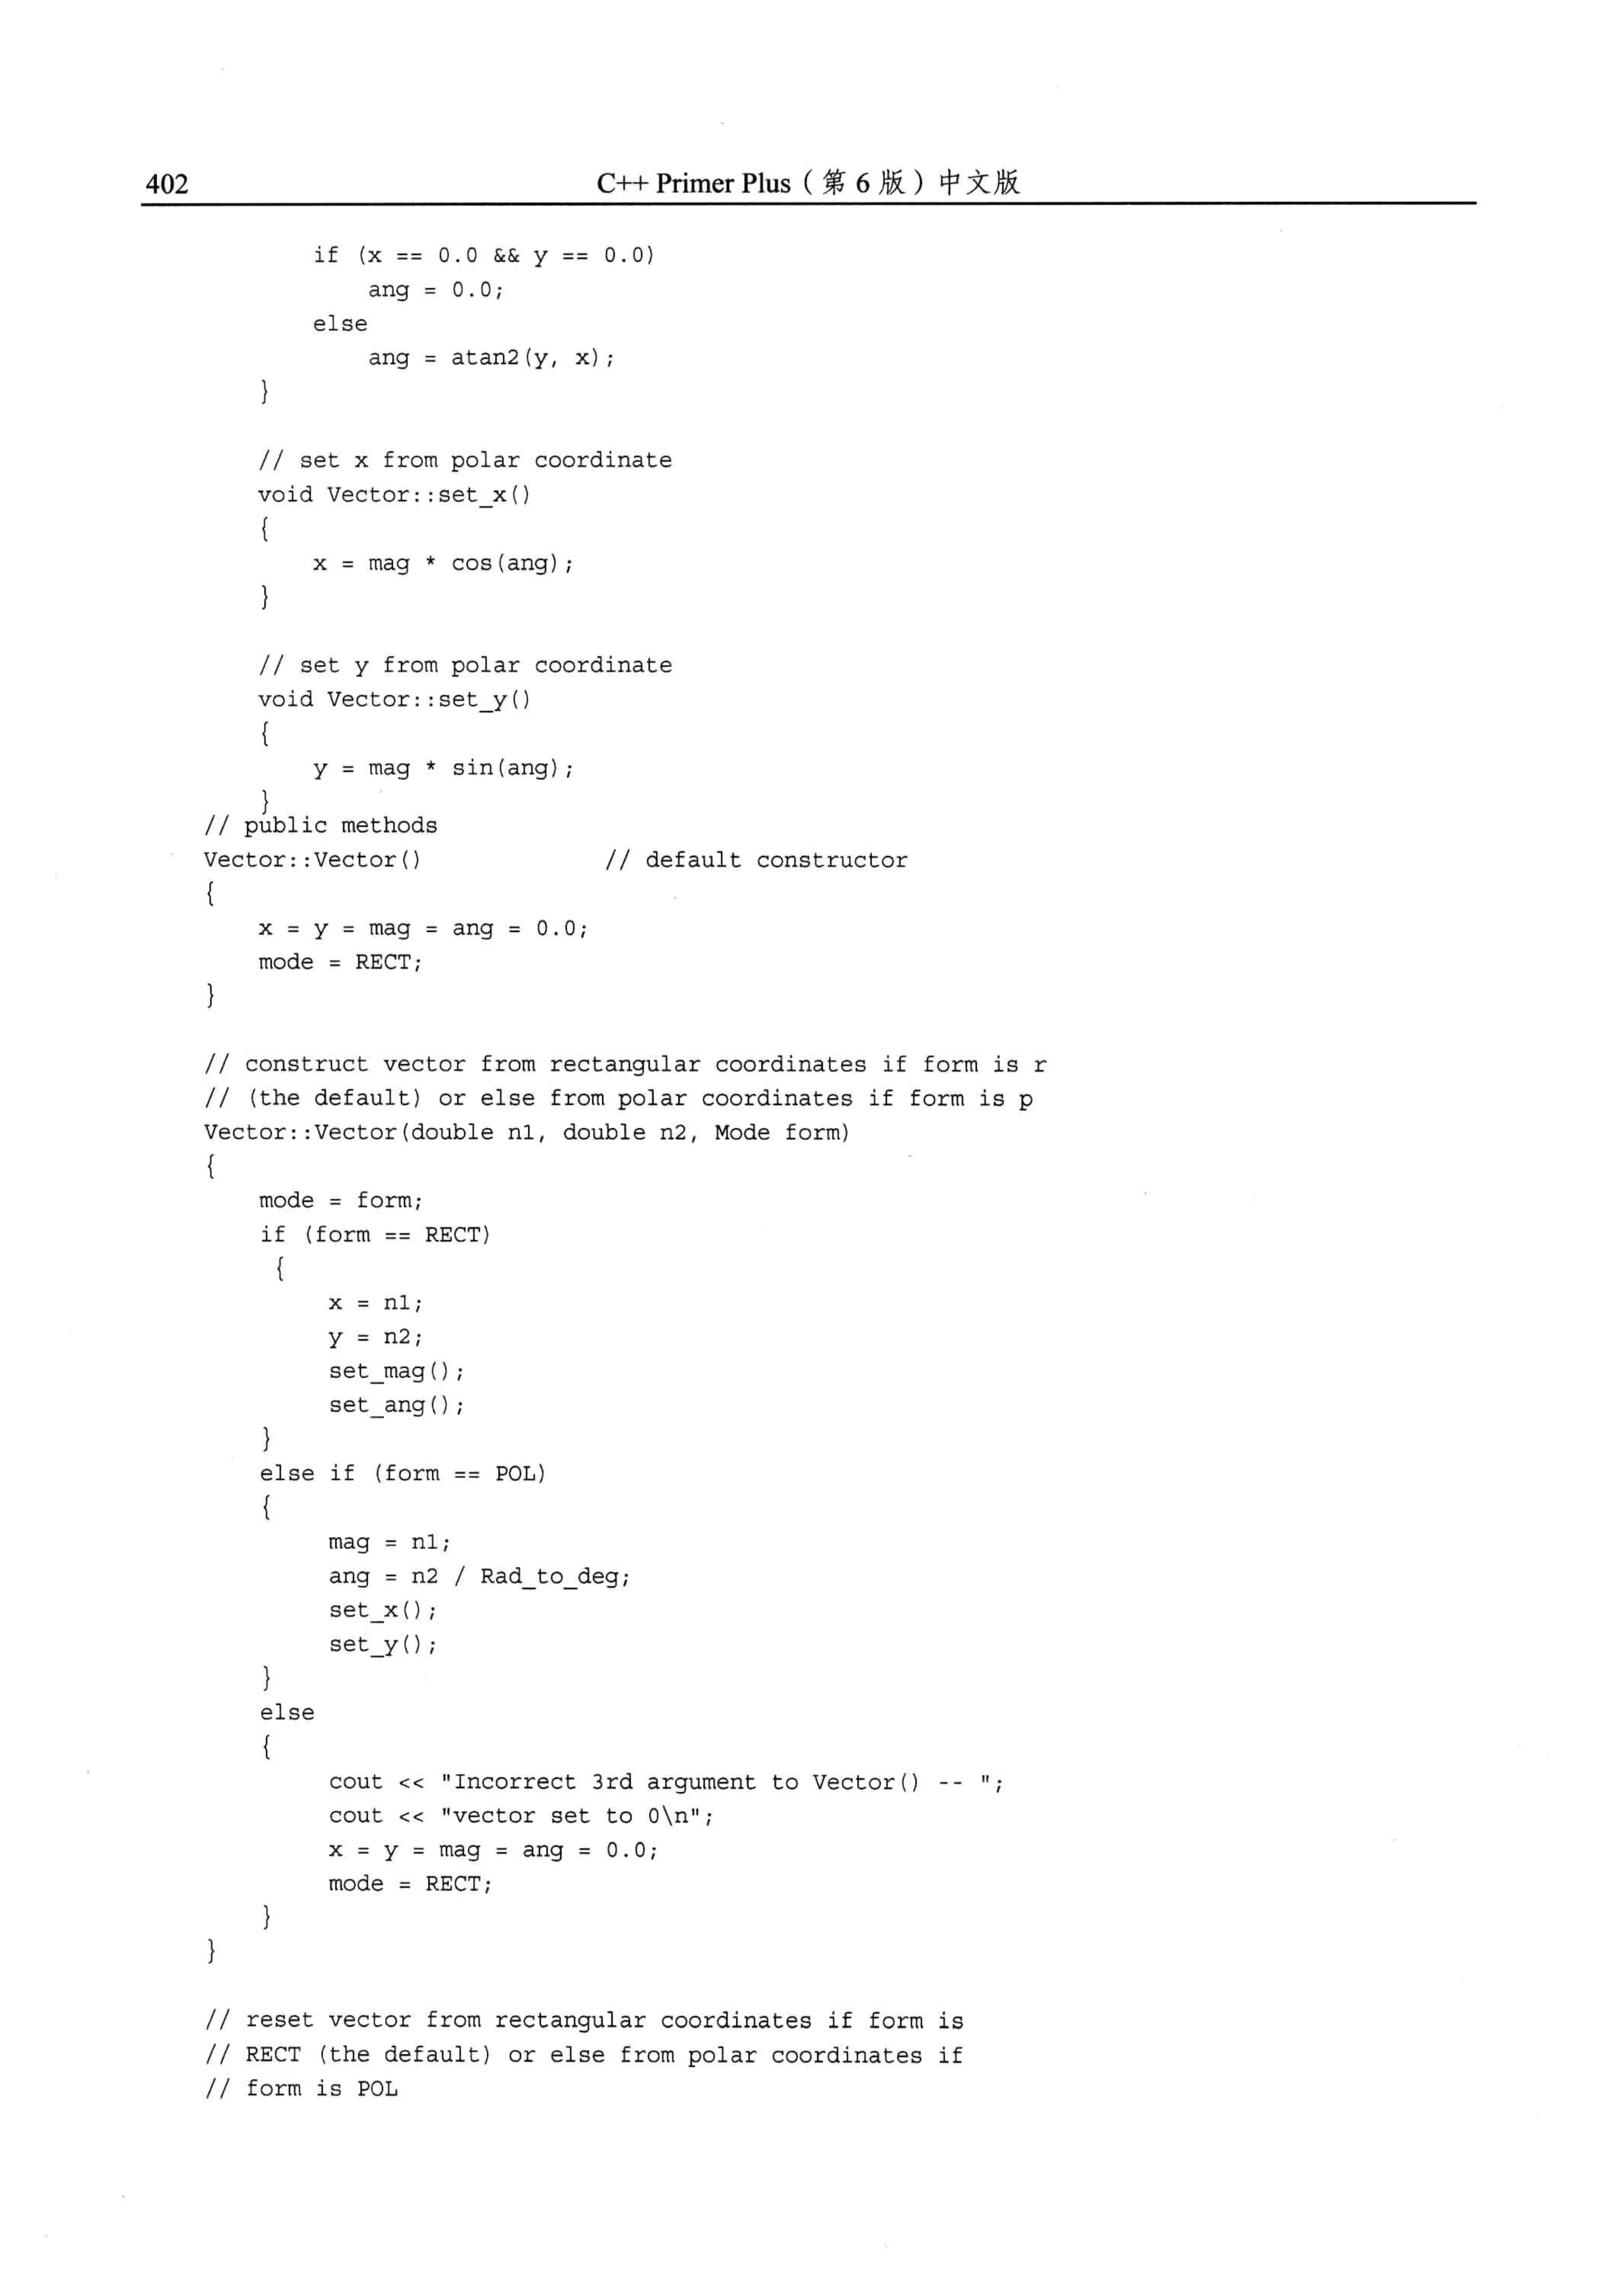 402
C++ Primer Plus（第 6 版）中文版
if (x == 0.0 && y == 0.0)
ang = 0.0;
else
ang = atan2(y, x);
}
// set x from polar coordinate
void Vector::set_x()
{
x = mag * cos(ang);
}
// set y from polar coordinate
void Vector::set_y()
{
y = mag * sin(ang);
}
// public methods
Vector::Vector()             // default constructor
{
x = y = mag = ang = 0.0;
mode = RECT;
}
// construct vector from rectangular coordinates if form is r
// (the default) or else from polar coordinates if form is p
Vector::Vector(double n1, double n2, Mode form)
{
mode = form;
if (form == RECT)
{
x = n1;
y = n2;
set_mag();
set_ang();
}
else if (form == POL)
{
mag = n1;
ang = n2 / Rad_to_deg;
set_x();
set_y();
}
else
{
cout << "Incorrect 3rd argument to Vector() -- ";
cout << "vector set to 0\n";
x = y = mag = ang = 0.0;
mode = RECT;
}
}
// reset vector from rectangular coordinates if form is
// RECT (the default) or else from polar coordinates if
// form is POL